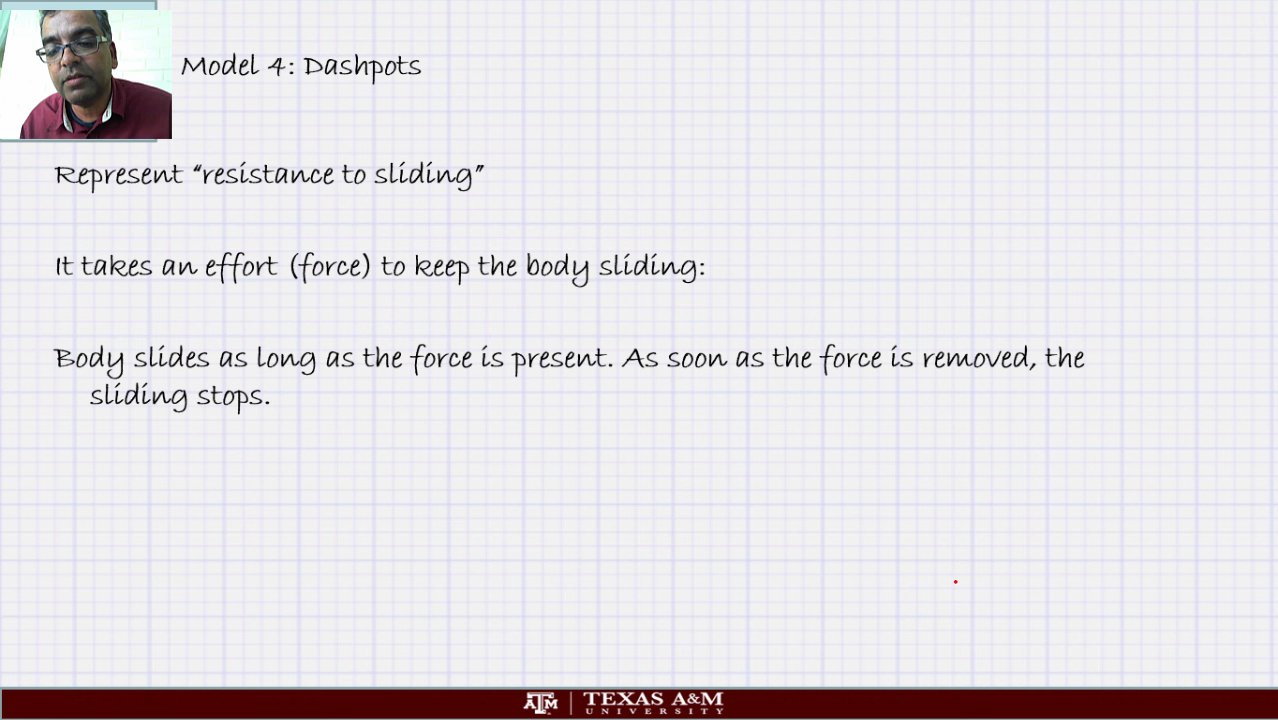 Model 4: Dashpots
Represent “resistance to sliding”
It takes an effort (force) to keep the body sliding:
Body slides as long as the force is present. As soon as the force is removed, the
sliding stops.
ATM | TEXAS A&M
UNIVERSITY